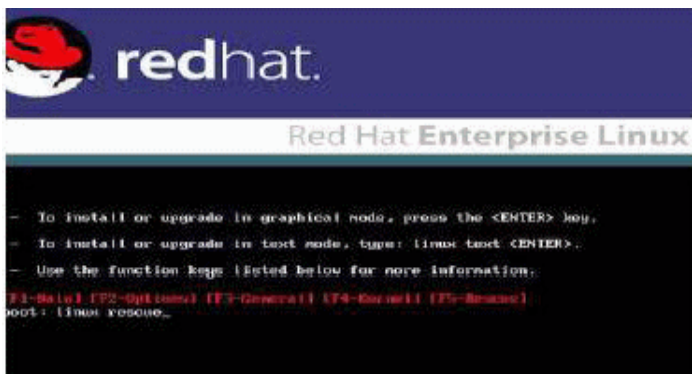 redhat.
Red Hat Enterprise Linux
- To install or upgrade in graphical mode, press the <ENTER> key.
- To install or upgrade in text mode, type: linux text <ENTER>.
- Use the function keys listed below for more information.
[F1-Main] [F2-Options] [F3-General] [F4-Kernel] [F5-Rescue]
boot: linux rescue_